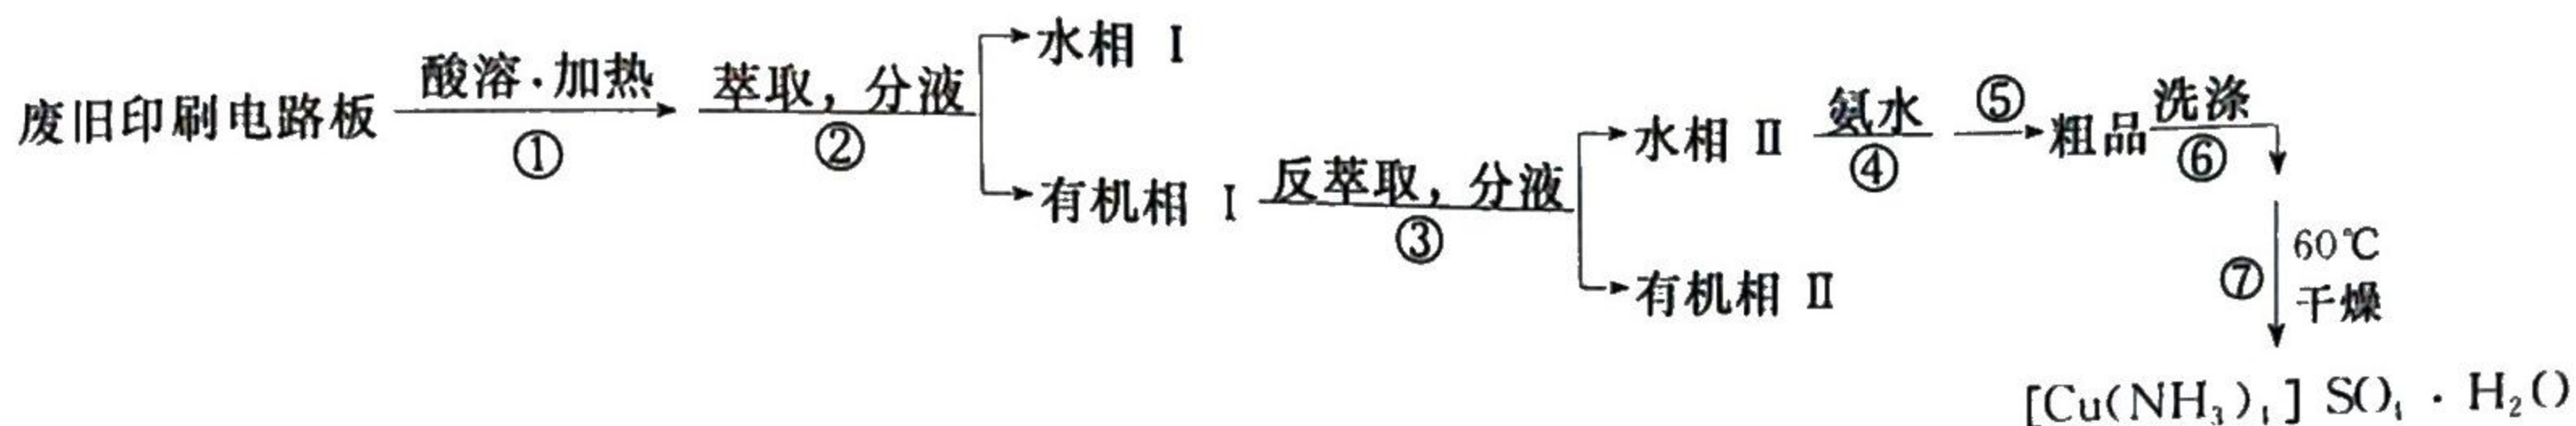 废旧印刷电路板
酸溶·加热
①
萃取，分液
②
水相 Ⅰ
有机相 Ⅰ
反萃取，分液
③
水相 Ⅱ
有机相 Ⅱ
氨水
④
⑤
粗品
洗涤
⑥
⑦
60℃
干燥
[Cu(NH₃)₄] SO₄ · H₂O